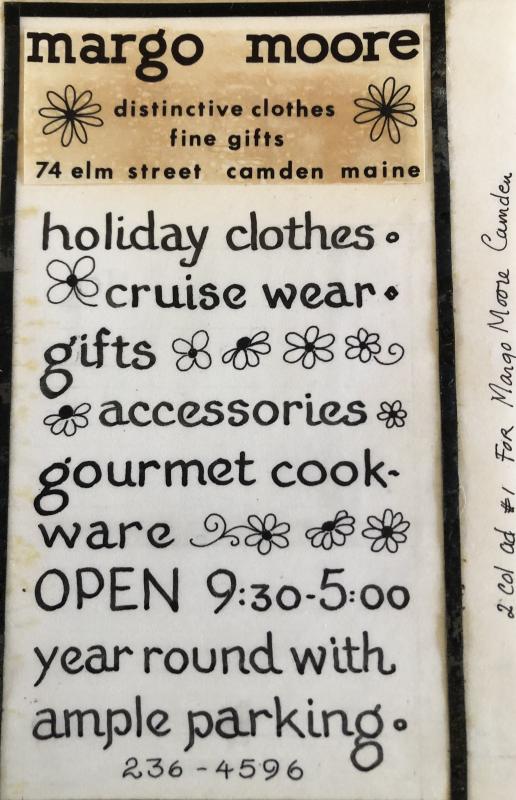 margo moore
distinctive clothes
fine gifts
74 elm street camden maine
holiday clothes.
cruise wear.
gifts
accessories
gourmet cook-
ware
OPEN 9:30-5:00
year round with
ample parking.
236-4596
2 col ad #1 For Margo Moore Camden